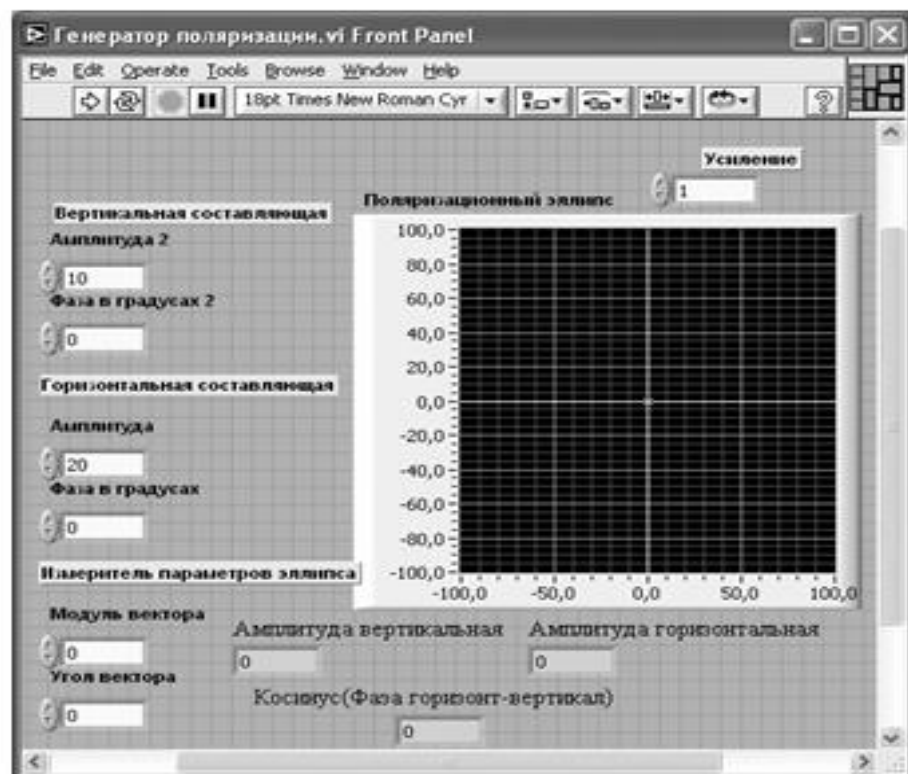 Генератор поляризации.vi Front Panel
File Edit Operate Tools Browse Window Help
18pt Times New Roman Cyr
Усиление
1
Поляризационный эллипс
Вертикальная составляющая
Амплитуда 2
10
Фаза в градусах 2
0
Горизонтальная составляющая
Амплитуда
20
Фаза в градусах
0
Измеритель параметров эллипса
Модуль вектора
0
Угол вектора
0
100,0
80,0
60,0
40,0
20,0
0,0
-20,0
-40,0
-60,0
-80,0
-100,0
-100,0 -50,0 0,0 50,0 100,0
Амплитуда вертикальная
0
Амплитуда горизонтальная
0
Косинус(Фаза горизонт-вертикал)
0